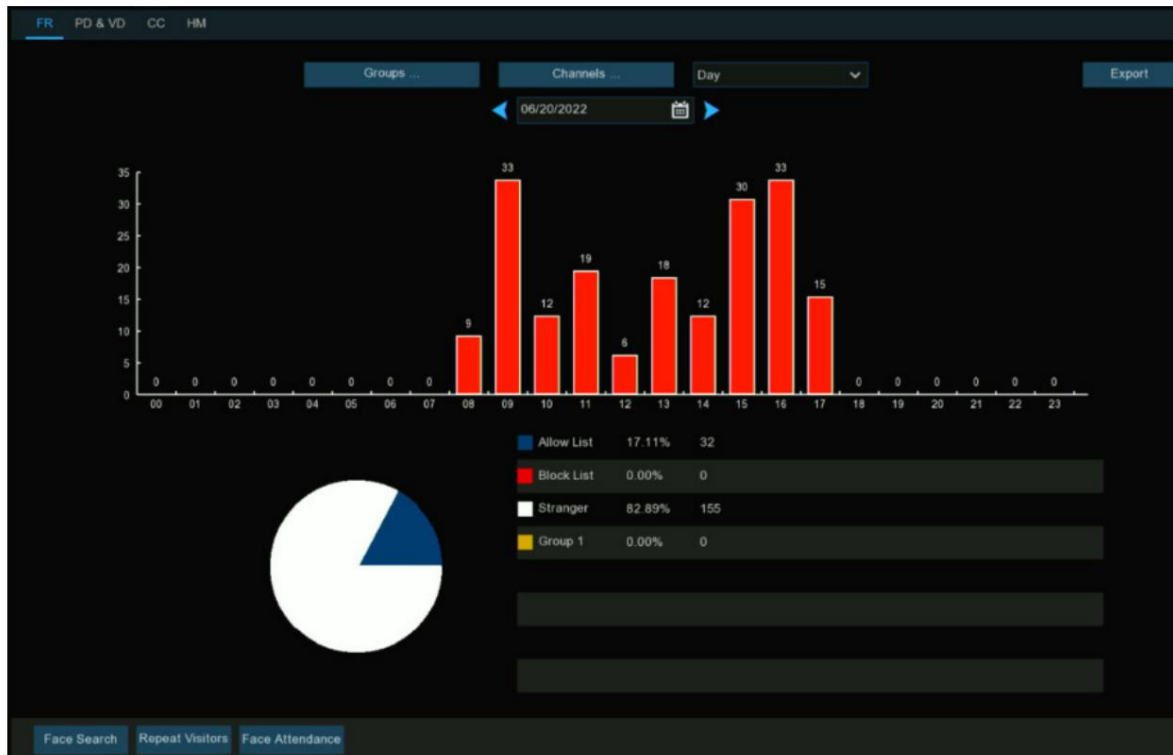 FR PD & VD CC HM
Groups ... Channels ... Day Export
06/20/2022
35
30
25
20
15
10
5
0
0 0 0 0 0 0 0 0 9 33 12 19 6 18 12 30 33 15 0 0 0 0 0 0
00 01 02 03 04 05 06 07 08 09 10 11 12 13 14 15 16 17 18 19 20 21 22 23
Allow List 17.11% 32
Block List 0.00% 0
Stranger 82.89% 155
Group 1 0.00% 0
Face Search Repeat Visitors Face Attendance